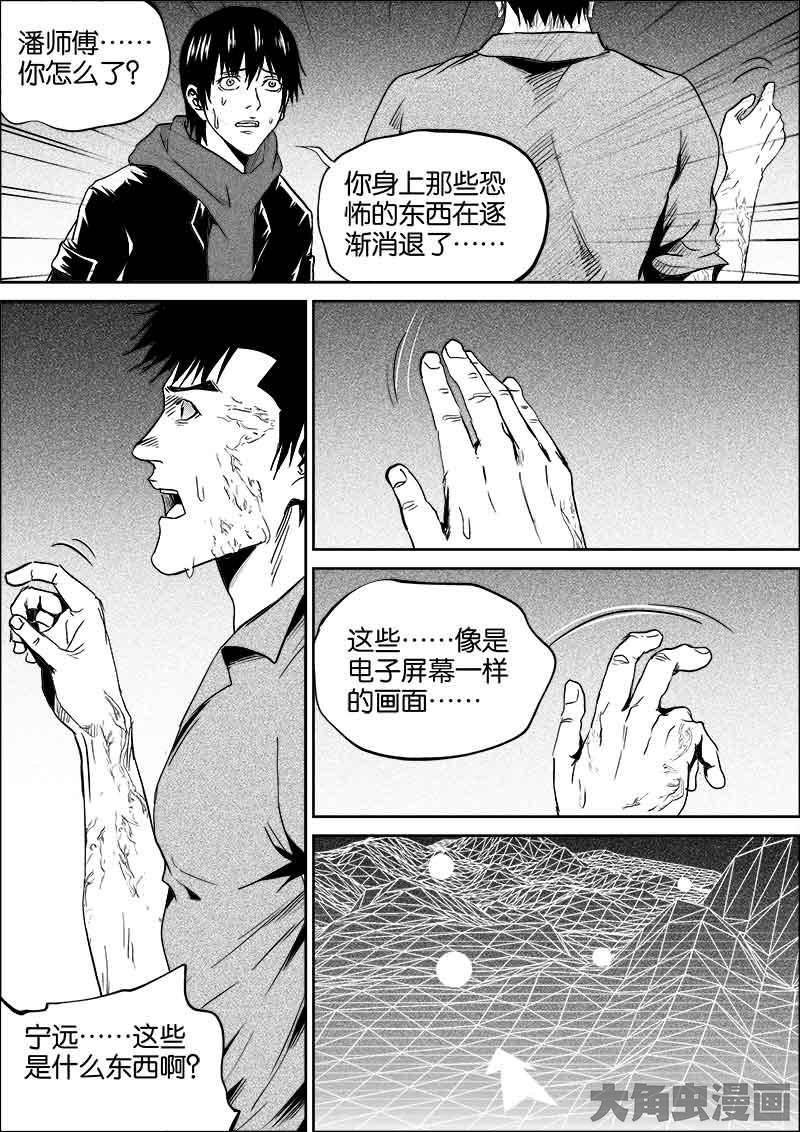 潘师傅……
你怎么了？
你身上那些恐
怖的东西在逐
渐消退了……
宁远……这些
是什么东西啊？
这些……像是
电子屏幕一样
的画面……
大角虫漫画